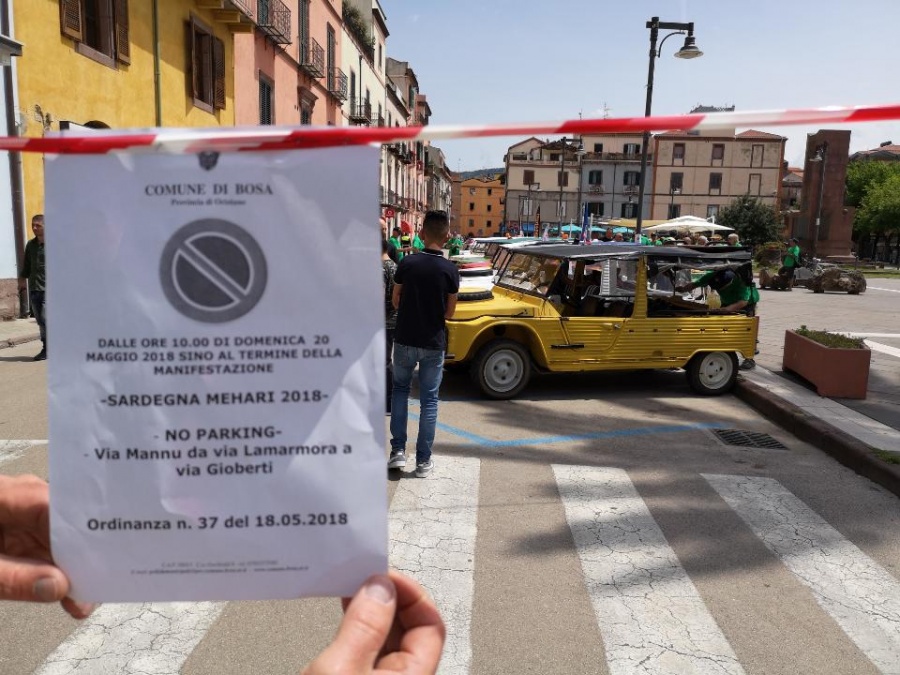 COMUNE DI BOSA
Provincia di Oristano
DALLE ORE 10.00 DI DOMENICA 20
MAGGIO 2018 SINO AL TERMINE DELLA
MANIFESTAZIONE
-SARDEGNA MEHARI 2018-
- NO PARKING-
- Via Mannu da via Lamarmora a
via Gioberti
Ordinanza n. 37 del 18.05.2018